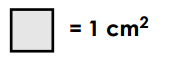 = 1 cm²